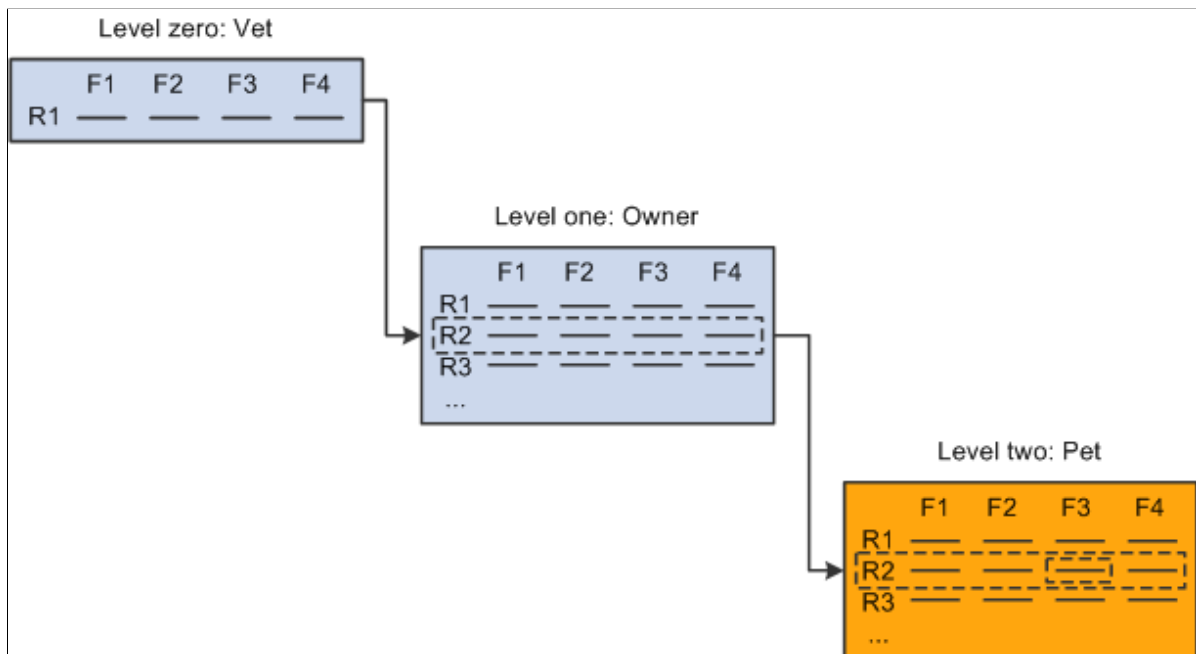 Level zero: Vet
F1 F2 F3 F4
R1
Level one: Owner
F1 F2 F3 F4
R1
R2
R3
...
Level two: Pet
F1 F2 F3 F4
R1
R2
R3
...